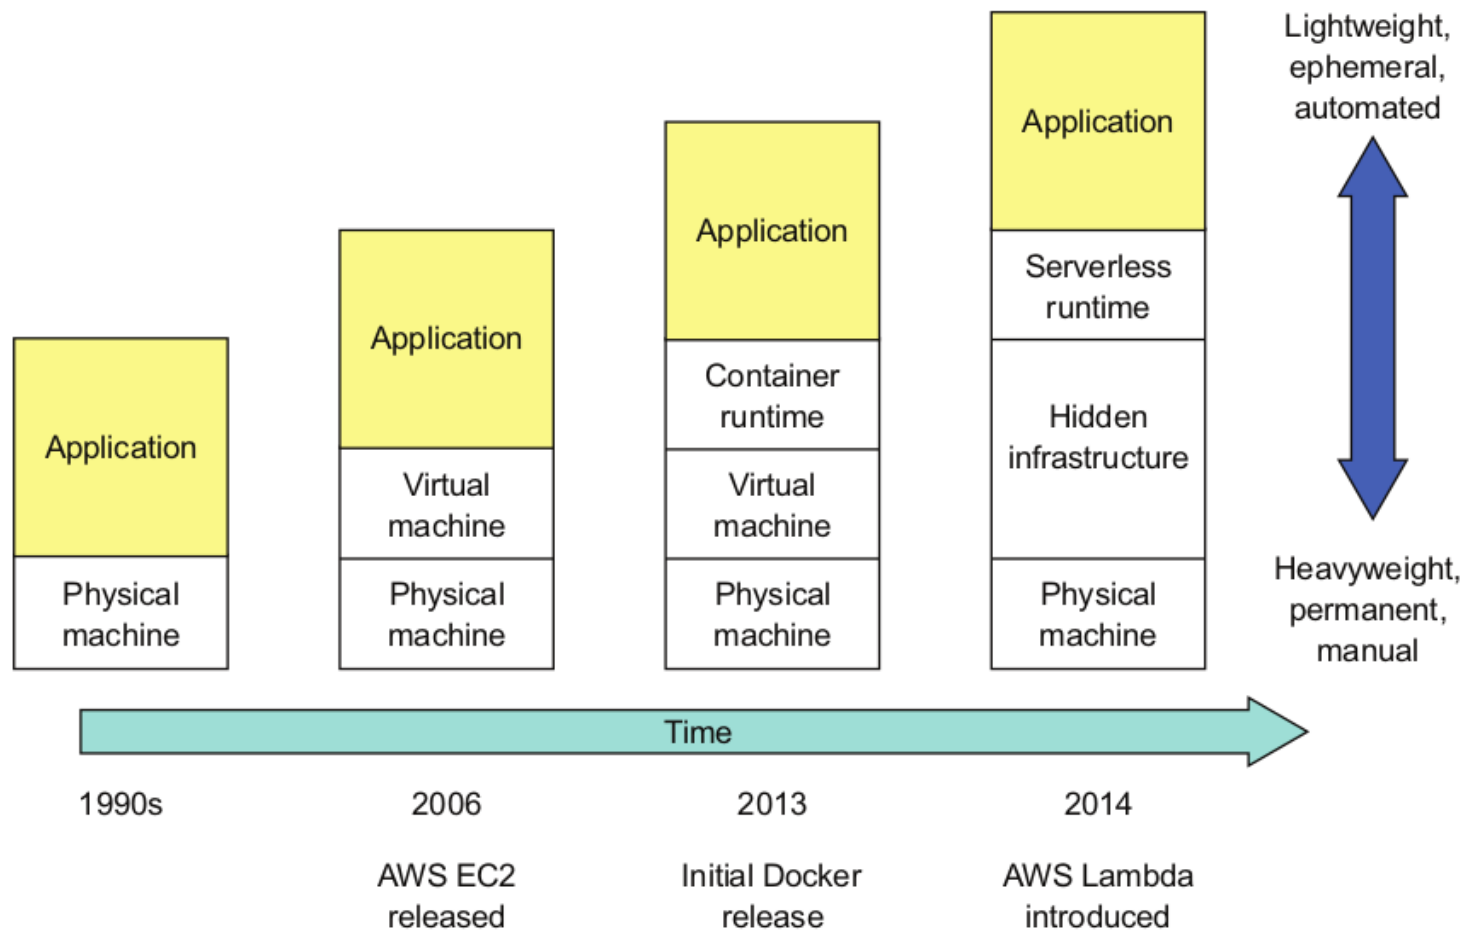 Application
Physical
machine
Application
Virtual
machine
Physical
machine
Application
Container
runtime
Virtual
machine
Physical
machine
Application
Serverless
runtime
Hidden
infrastructure
Physical
machine
Lightweight,
ephemeral,
automated
Heavyweight,
permanent,
manual
Time
1990s
2006
AWS EC2
released
2013
Initial Docker
release
2014
AWS Lambda
introduced